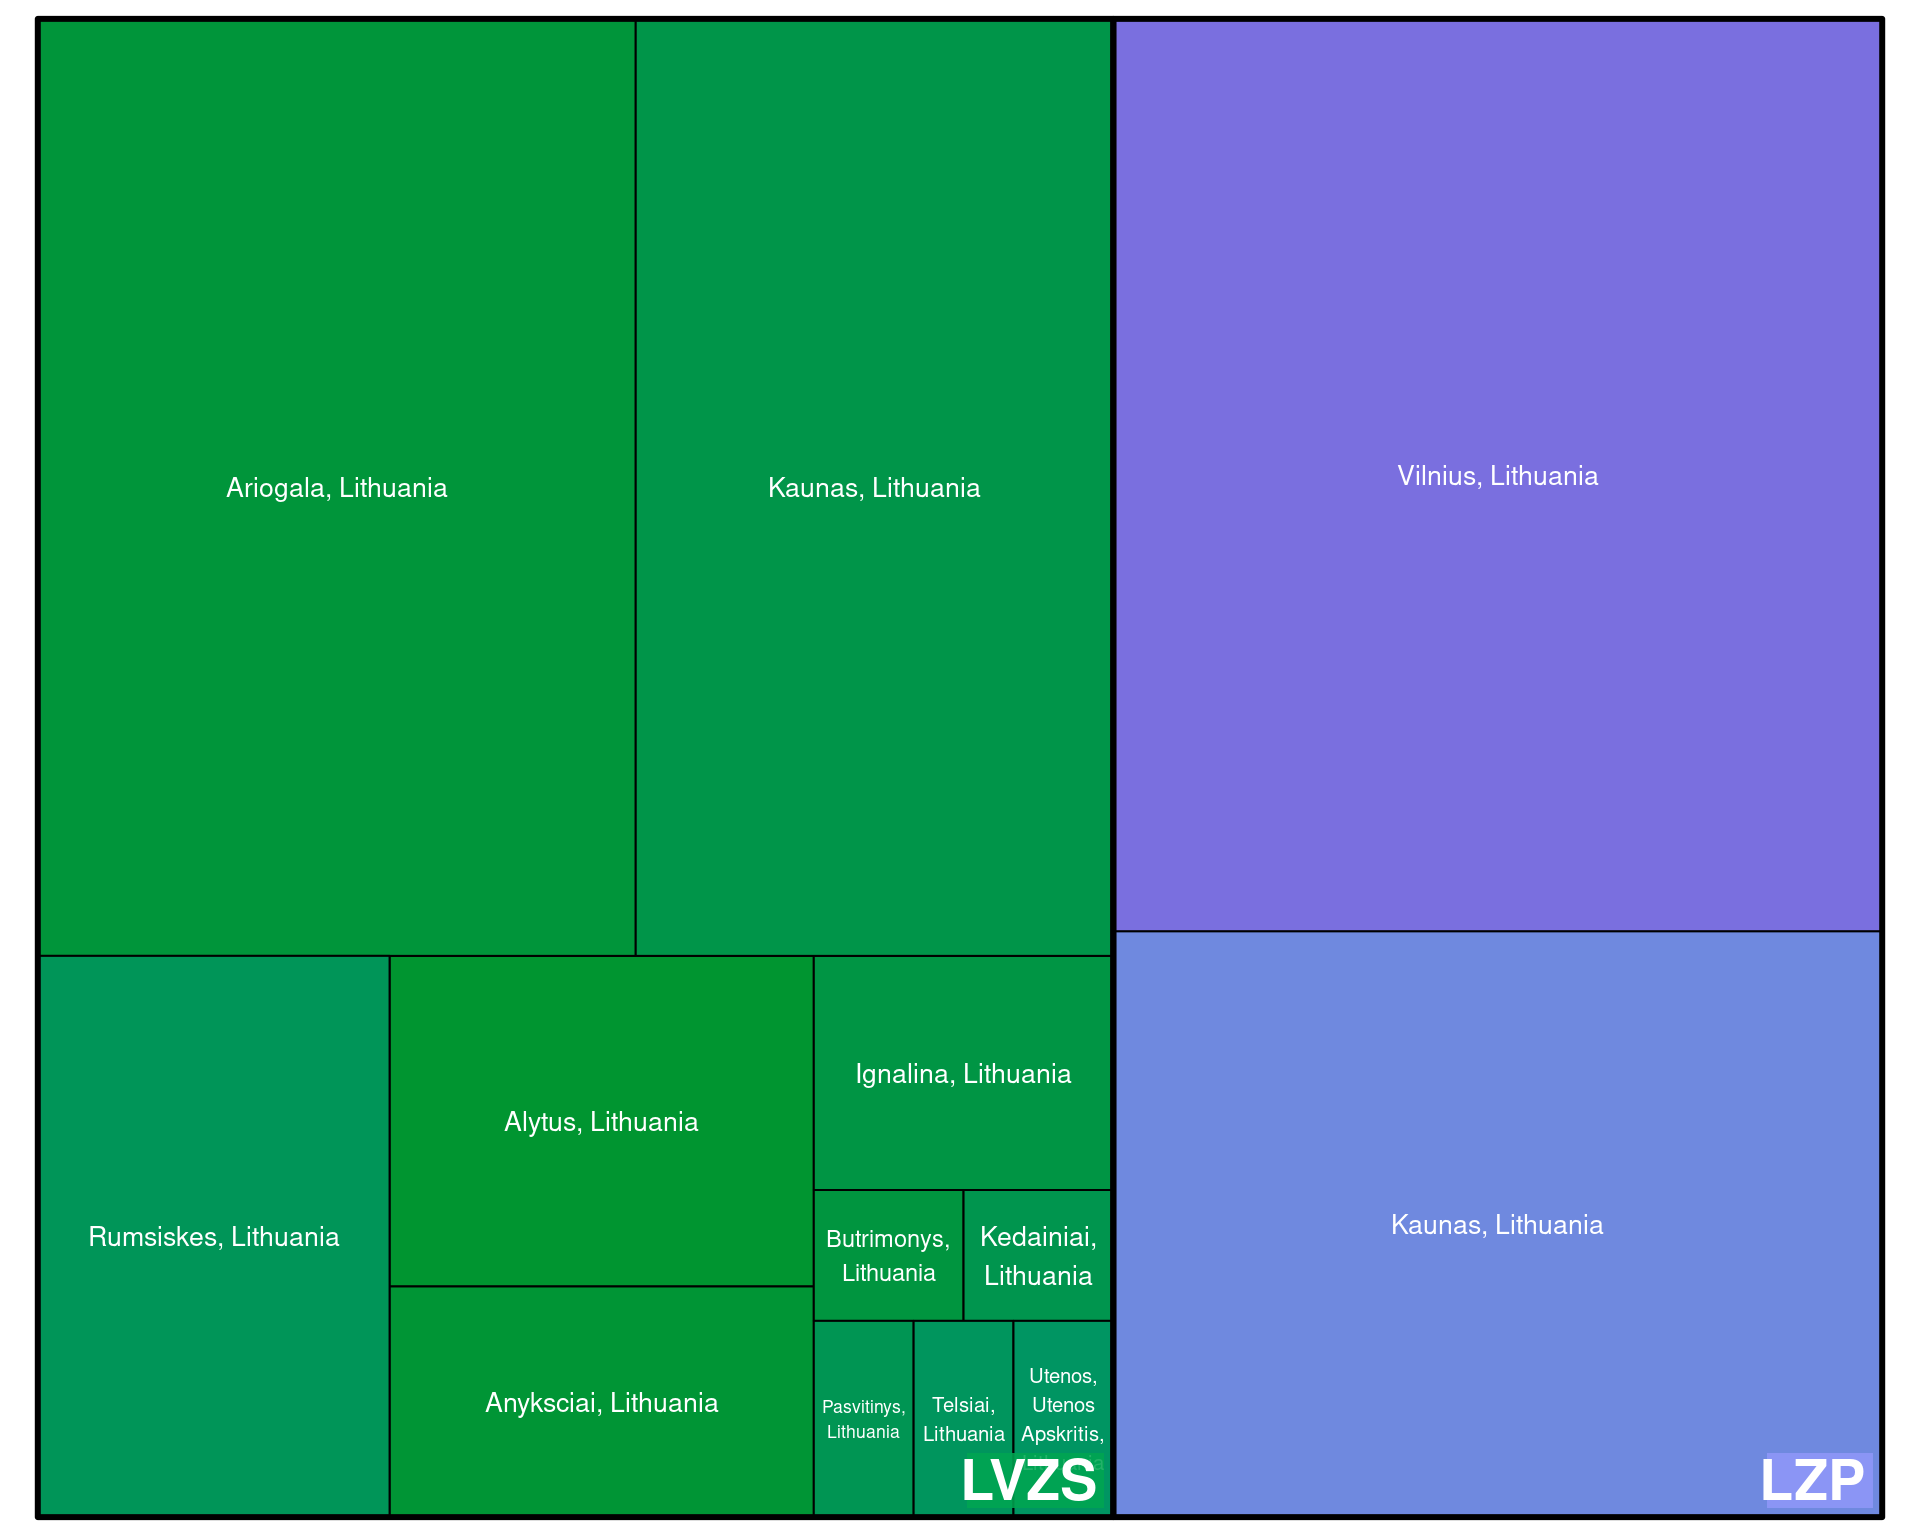 Ariogala, Lithuania
Kaunas, Lithuania
Vilnius, Lithuania
Rumsiskes, Lithuania
Alytus, Lithuania
Anyksciai, Lithuania
Ignalina, Lithuania
Butrimonys,
Lithuania
Kedainiai,
Lithuania
Pasvitinys,
Lithuania
Telsiai,
Lithuania
Utenos,
Utenos
Apskritis,
LVZS
Kaunas, Lithuania
LZP